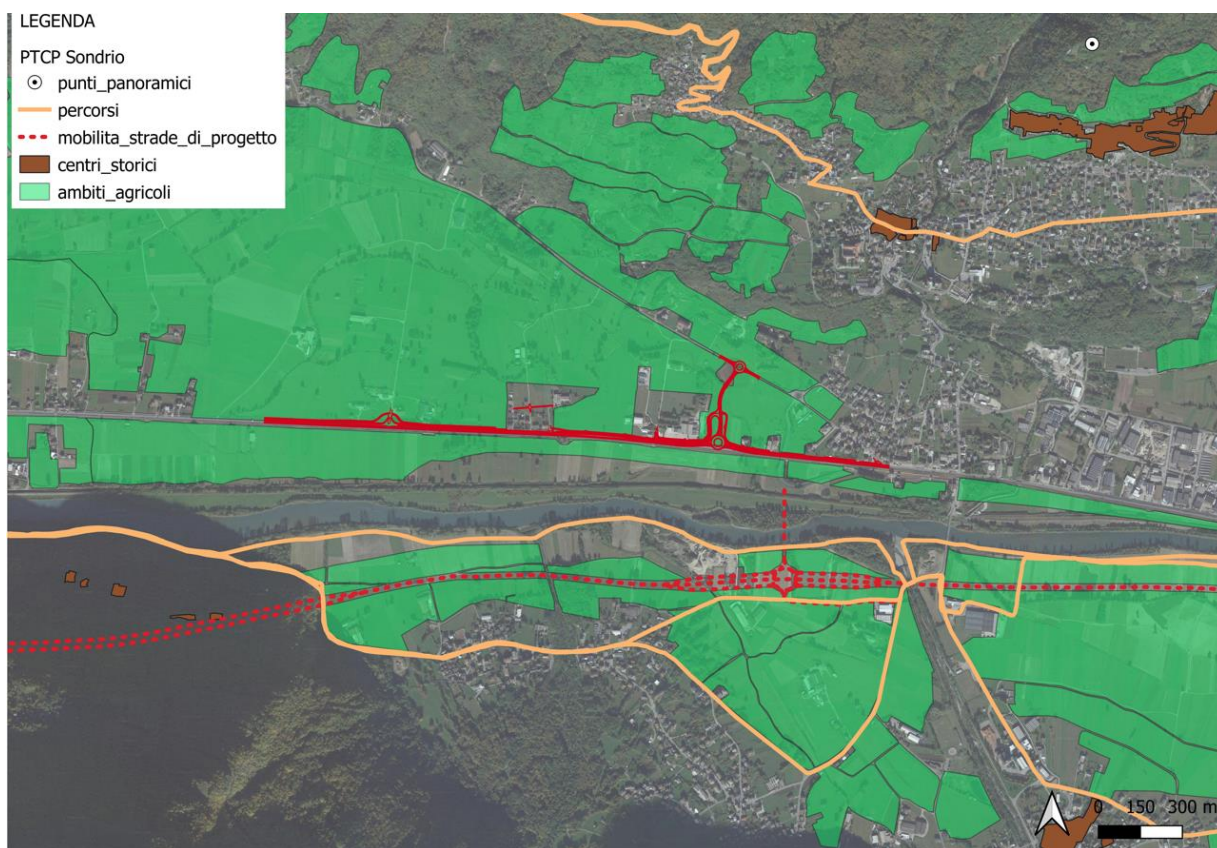 LEGENDA
PTCP Sondrio
punti_panoramici
percorsi
mobilita_strade_di_progetto
centri_storici
ambiti_agricoli
0 150 300 m